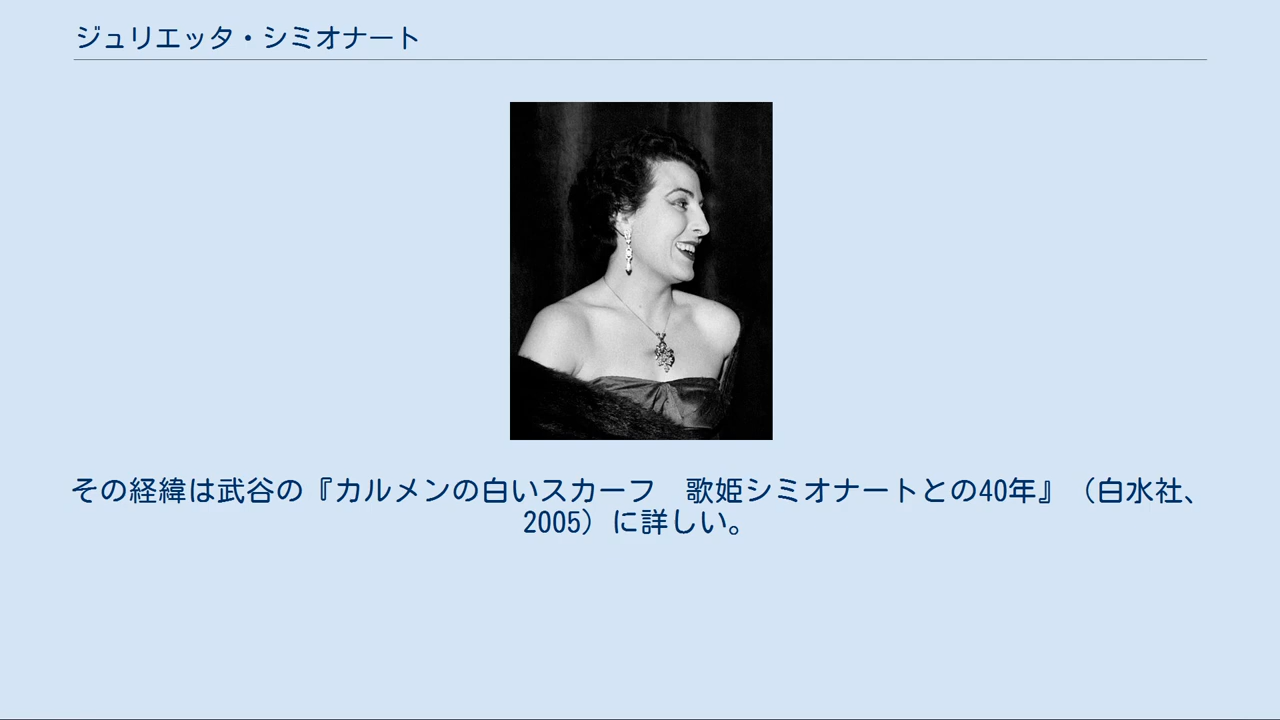 ジュリエッタ・シミオナート
その経緯は武谷の『カルメンの白いスカーフ　歌姫シミオナートとの40年』（白水社、
2005）に詳しい。